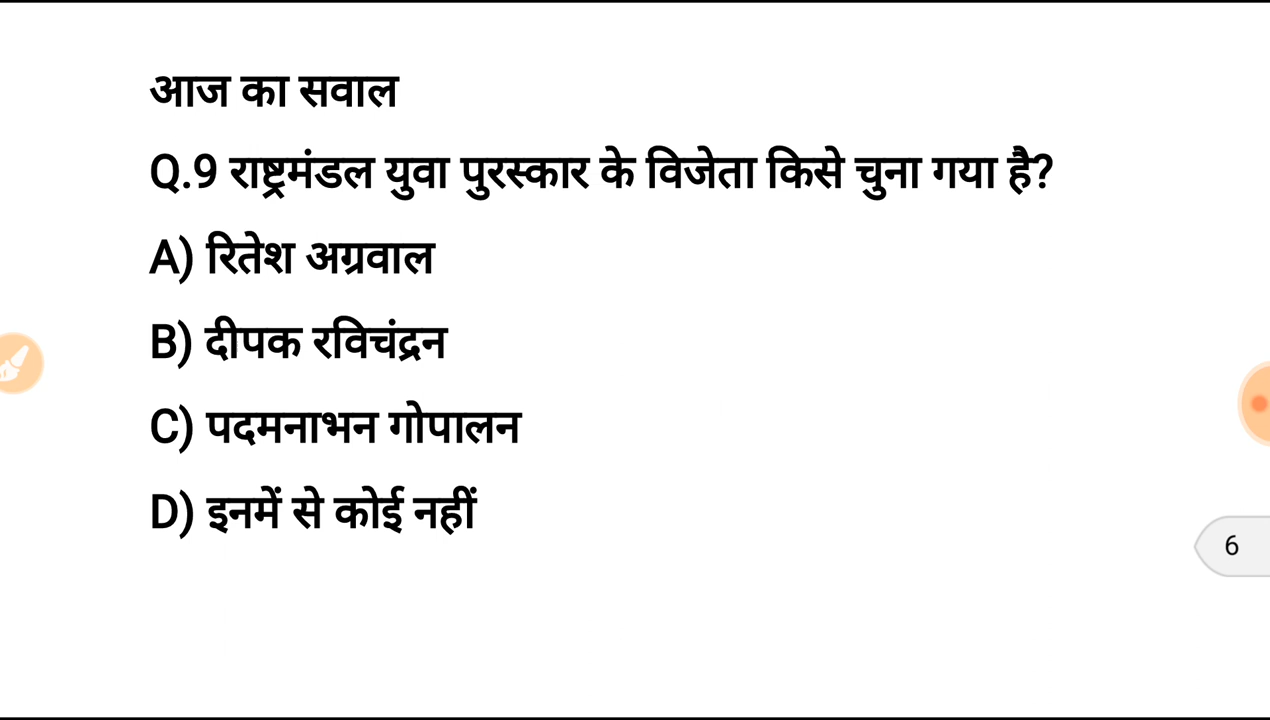 आज का सवाल
Q.9 राष्ट्रमंडल युवा पुरस्कार के विजेता किसे चुना गया है?
A) रितेश अग्रवाल
B) दीपक रविचंद्रन
C) पदमनाभन गोपालन
D) इनमें से कोई नहीं
6